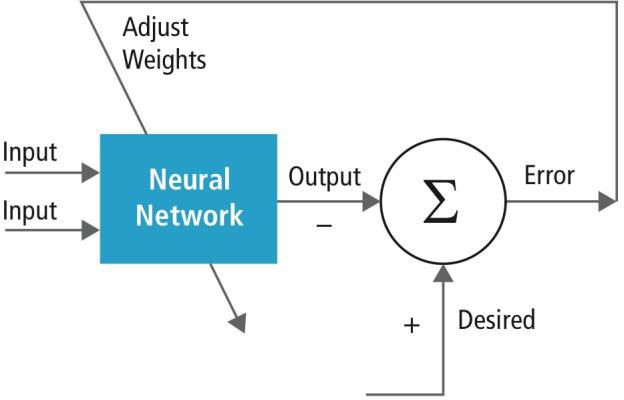 Adjust
Weights
Input
Input
Neural
Network
Output
–
Σ
Error
+
Desired